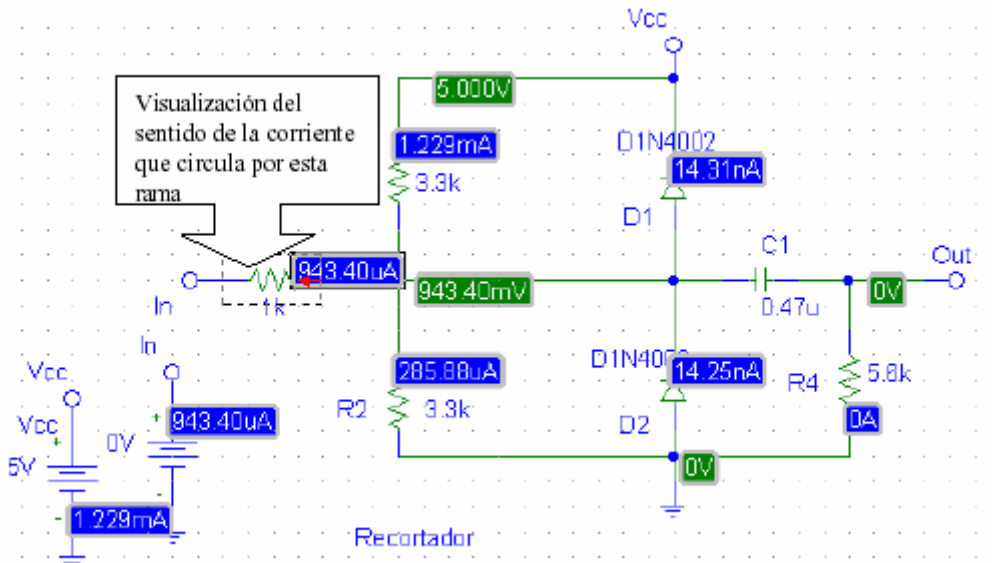 Vcc
5.000V
Visualización del
sentido de la corriente
que circula por esta
rama
1.229mA
3.3k
D1N4002
14.31nA
D1
C1
Out
943.40uA
943.40mV
0V
In
1k
0.47u
In
Vcc
285.88uA
D1N400
14.25nA
R4
5.6k
R2
3.3k
943.40uA
Vcc
0V
D2
0A
5V
0V
1.229mA
Recortador